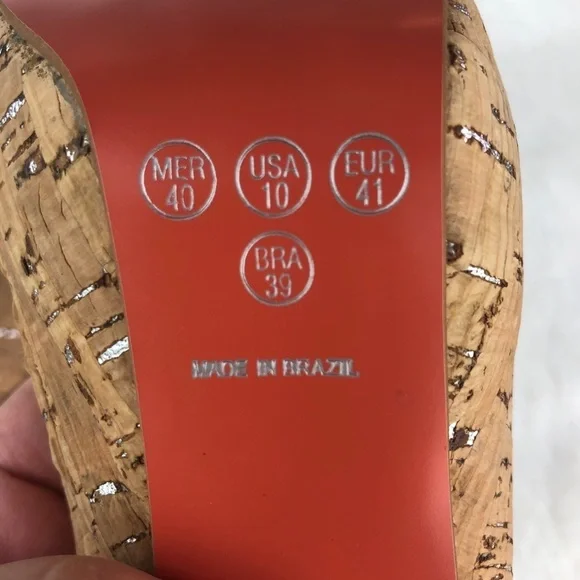 MER USA EUR
40 10 41
BRA
39
MADE IN BRAZIL